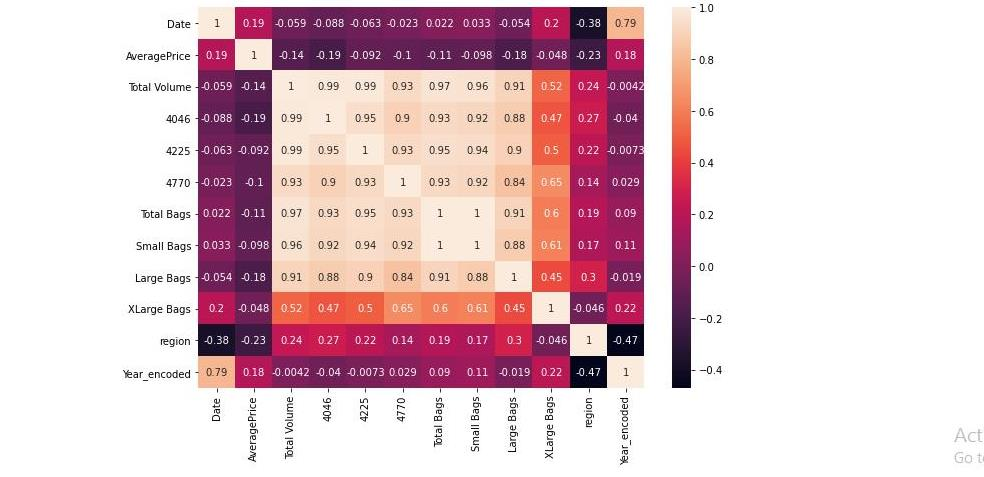 Date 1 0.19 -0.059 -0.088 -0.063 -0.023 0.022 0.033 -0.054 0.2 -0.38 0.79
AveragePrice 0.19 1 -0.14 -0.19 -0.092 -0.1 -0.11 -0.098 -0.18 -0.048 -0.23 0.18
Total Volume -0.059 -0.14 1 0.99 0.99 0.93 0.97 0.96 0.91 0.52 0.24 -0.0042
4046 -0.088 -0.19 0.99 1 0.95 0.9 0.93 0.92 0.88 0.47 0.27 -0.04
4225 -0.063 -0.092 0.99 0.95 1 0.93 0.95 0.94 0.9 0.5 0.22 -0.0073
4770 -0.023 -0.1 0.93 0.9 0.93 1 0.93 0.92 0.84 0.65 0.14 0.029
Total Bags 0.022 -0.11 0.97 0.93 0.95 0.93 1 1 0.91 0.6 0.19 0.09
Small Bags 0.033 -0.098 0.96 0.92 0.94 0.92 1 1 0.88 0.61 0.17 0.11
Large Bags -0.054 -0.18 0.91 0.88 0.9 0.84 0.91 0.88 1 0.45 0.3 -0.019
XLarge Bags 0.2 -0.048 0.52 0.47 0.5 0.65 0.6 0.61 0.45 1 -0.046 0.22
region -0.38 -0.23 0.24 0.27 0.22 0.14 0.19 0.17 0.3 -0.046 1 -0.47
Year_encoded 0.79 0.18 -0.0042 -0.04 -0.0073 0.029 0.09 0.11 -0.019 0.22 -0.47 1
Date AveragePrice Total Volume 4046 4225 4770 Total Bags Small Bags Large Bags XLarge Bags region Year_encoded
1.0
0.8
0.6
0.4
0.2
0.0
−0.2
−0.4
Act
Go t